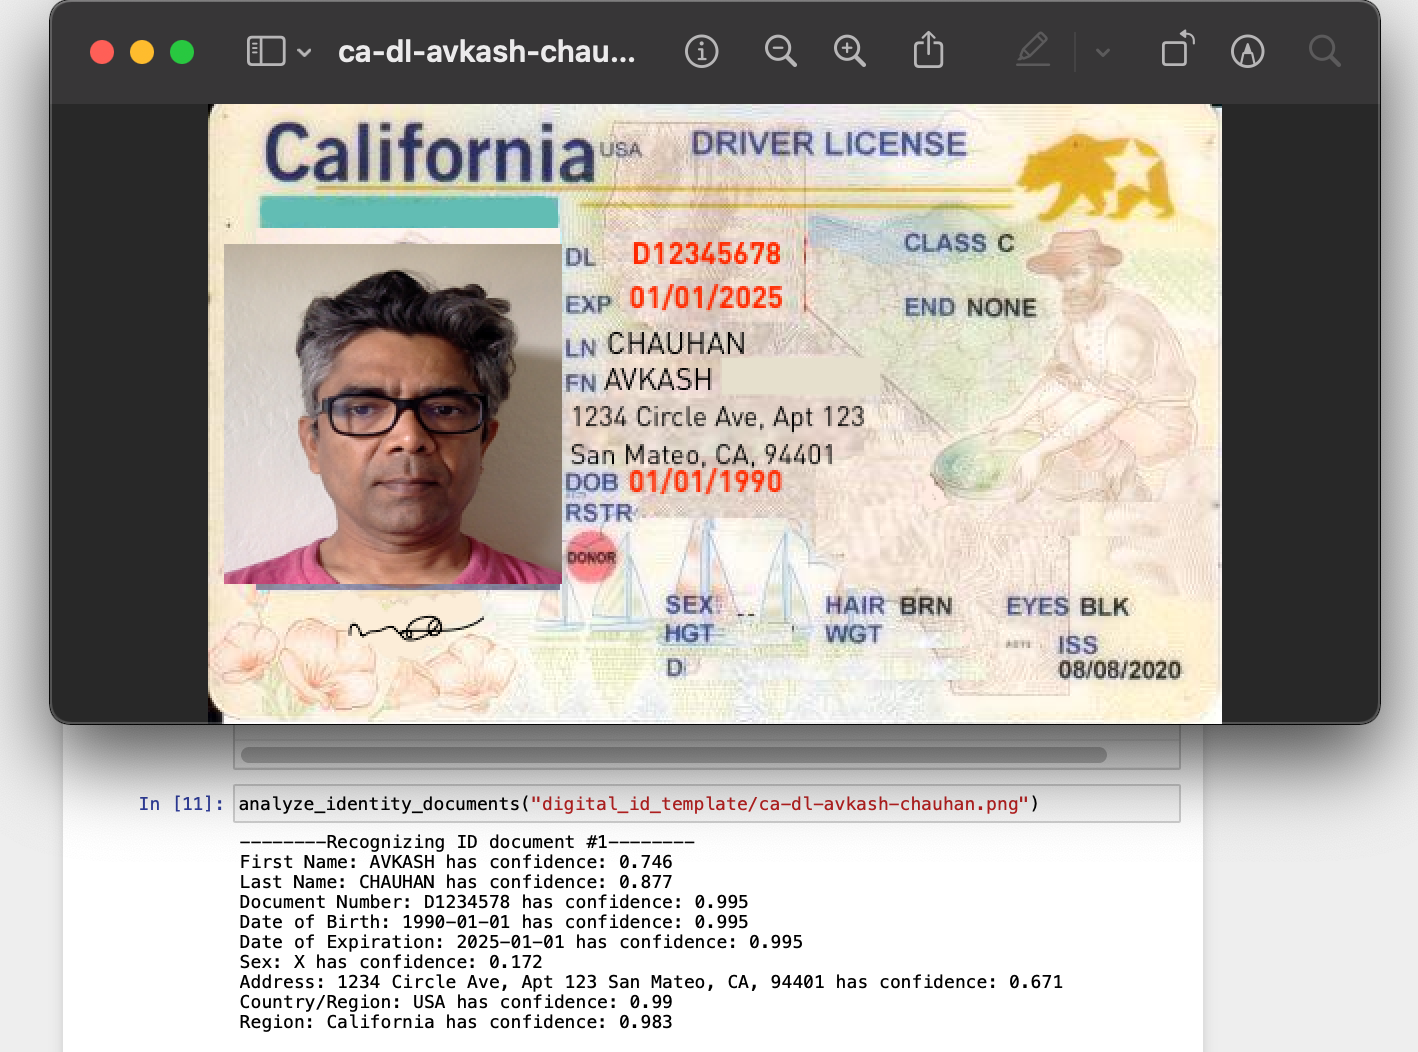 ca-dl-avkash-chau...
California USA DRIVER LICENSE
DL D12345678 CLASS C
EXP 01/01/2025 END NONE
LN CHAUHAN
FN AVKASH
1234 Circle Ave, Apt 123
San Mateo, CA, 94401
DOB 01/01/1990
RSTR
DONOR
SEX -- HAIR BRN EYES BLK
HGT WGT ISS
D 08/08/2020
In [11]: analyze_identity_documents("digital_id_template/ca-dl-avkash-chauhan.png")
--------Recognizing ID document #1--------
First Name: AVKASH has confidence: 0.746
Last Name: CHAUHAN has confidence: 0.877
Document Number: D1234578 has confidence: 0.995
Date of Birth: 1990-01-01 has confidence: 0.995
Date of Expiration: 2025-01-01 has confidence: 0.995
Sex: X has confidence: 0.172
Address: 1234 Circle Ave, Apt 123 San Mateo, CA, 94401 has confidence: 0.671
Country/Region: USA has confidence: 0.99
Region: California has confidence: 0.983